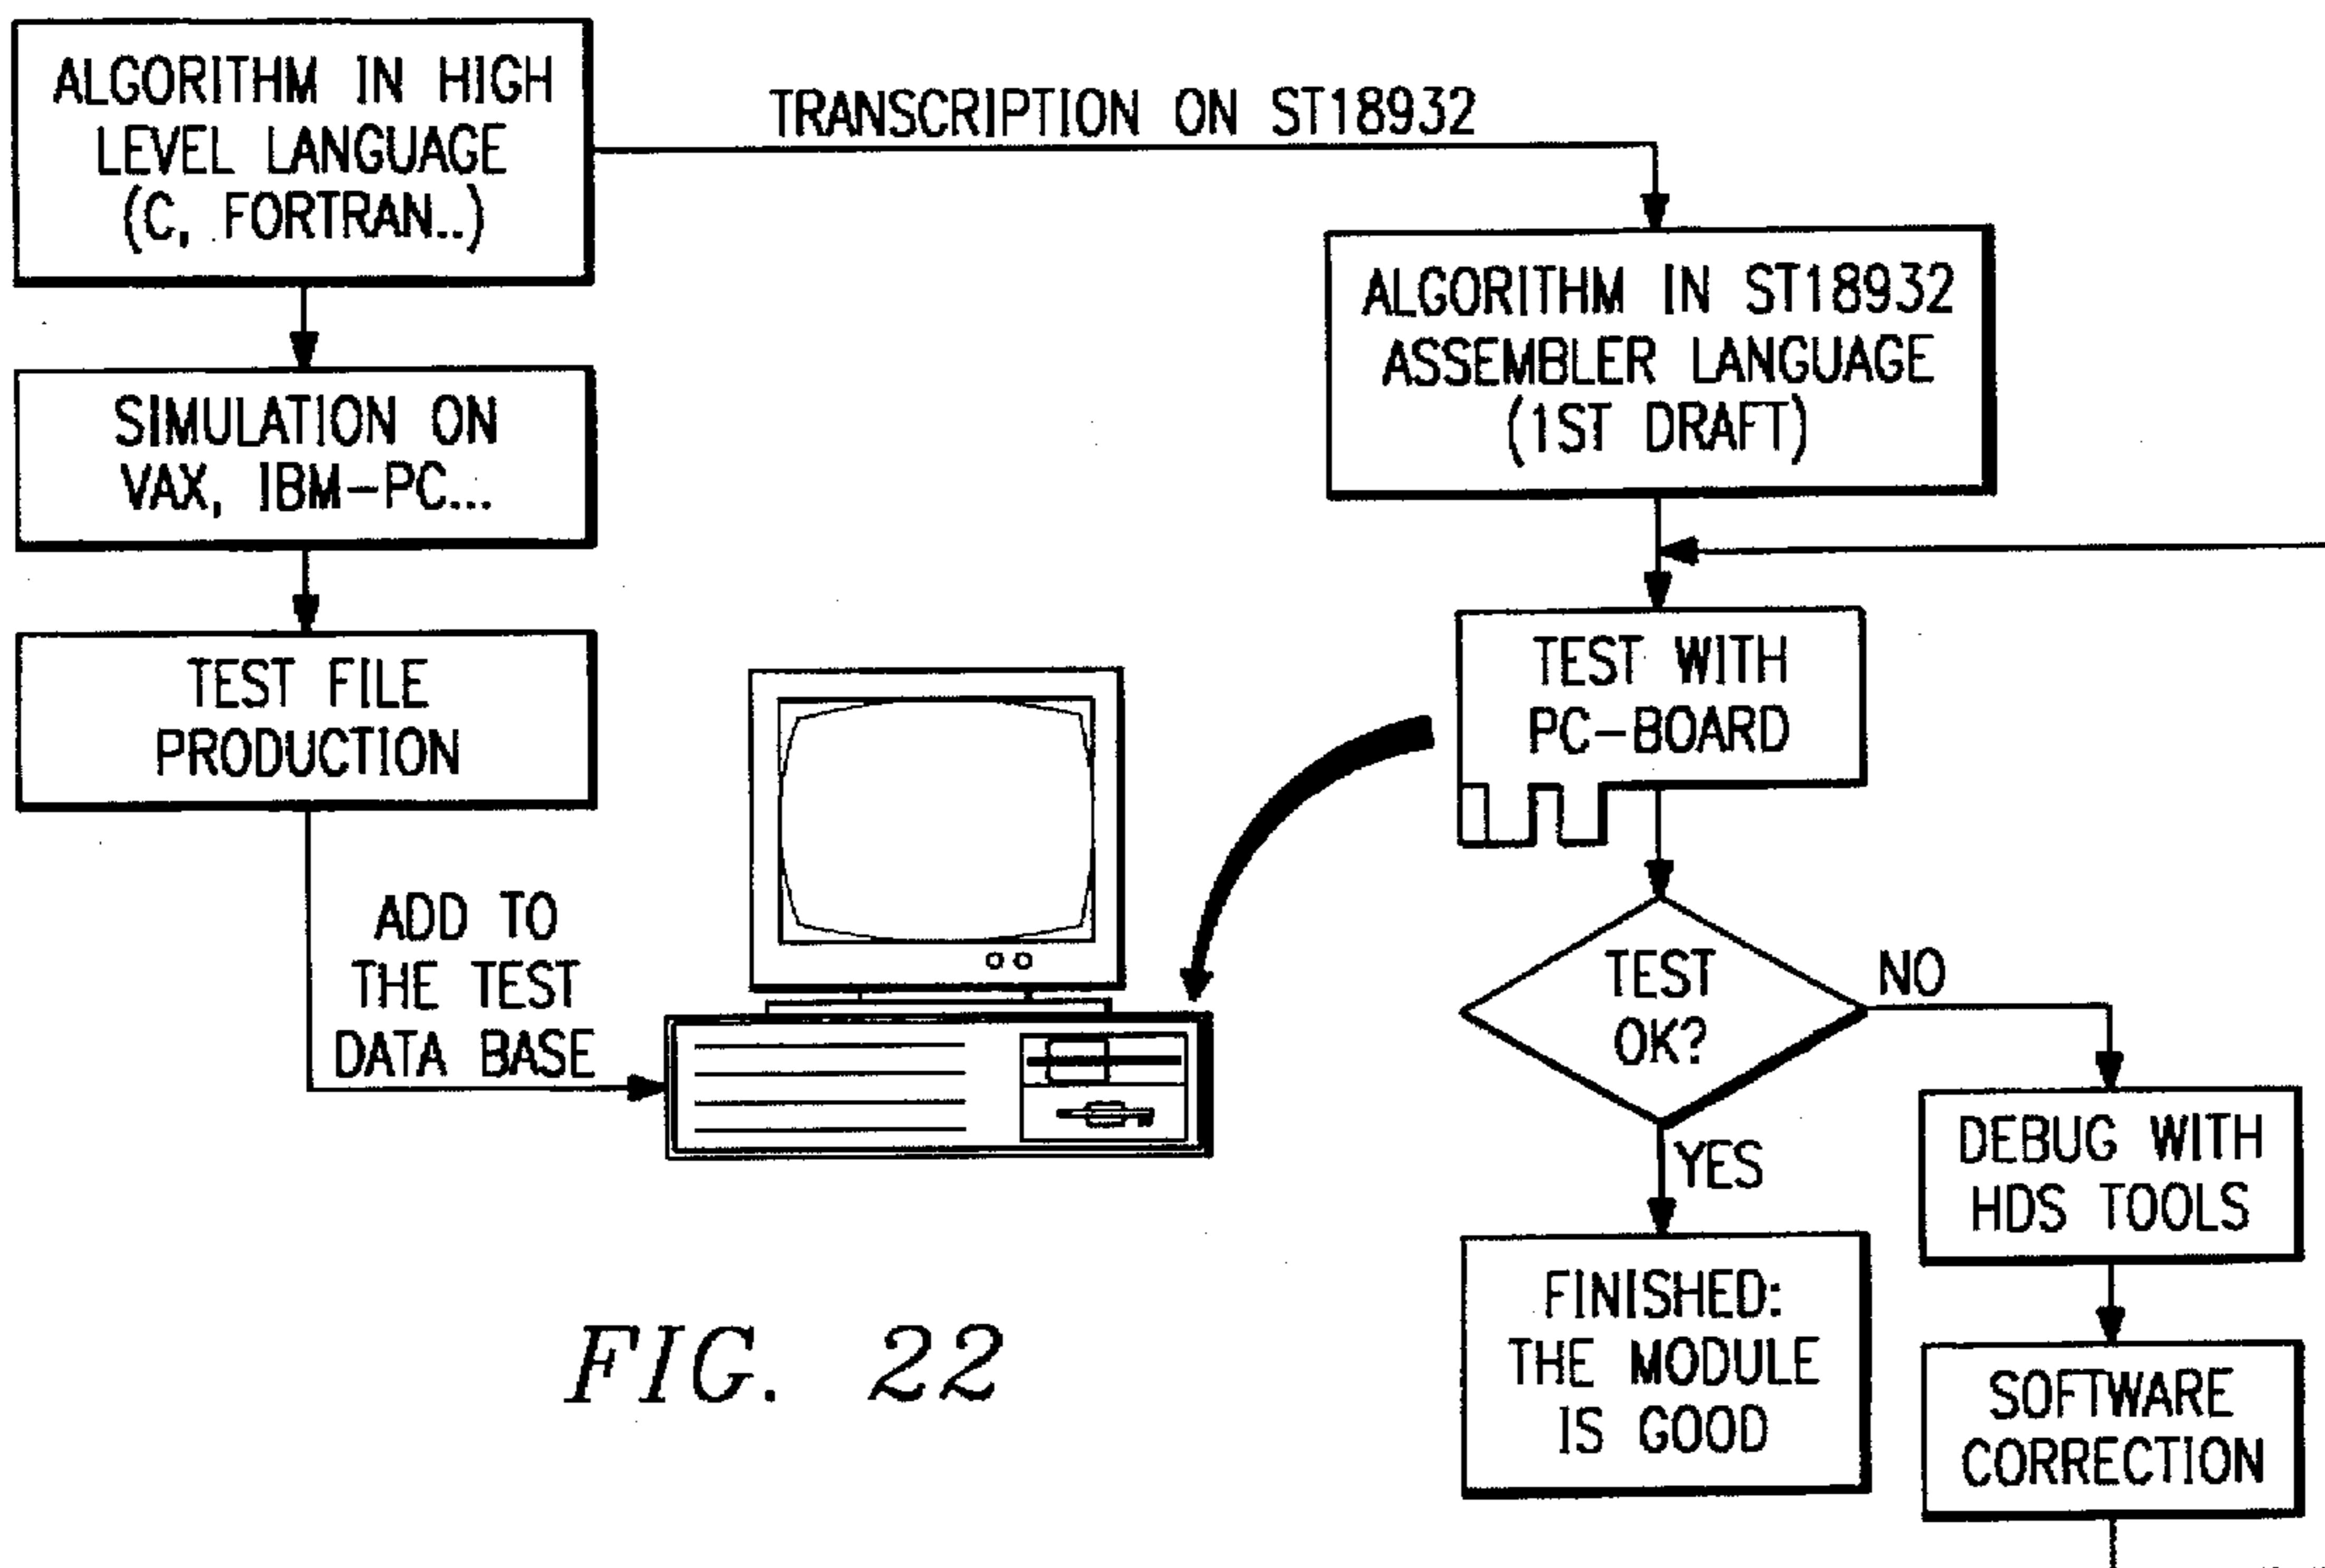 ALGORITHM IN HIGH
LEVEL LANGUAGE
(C, FORTRAN..)
TRANSCRIPTION ON ST18932
ALGORITHM IN ST18932
ASSEMBLER LANGUAGE
(1ST DRAFT)
SIMULATION ON
VAX, IBM-PC...
TEST FILE
PRODUCTION
TEST WITH
PC-BOARD
ADD TO
THE TEST
DATA BASE
TEST
OK?
NO
YES
DEBUG WITH
HDS TOOLS
FINISHED:
THE MODULE
IS GOOD
SOFTWARE
CORRECTION
FIG. 22